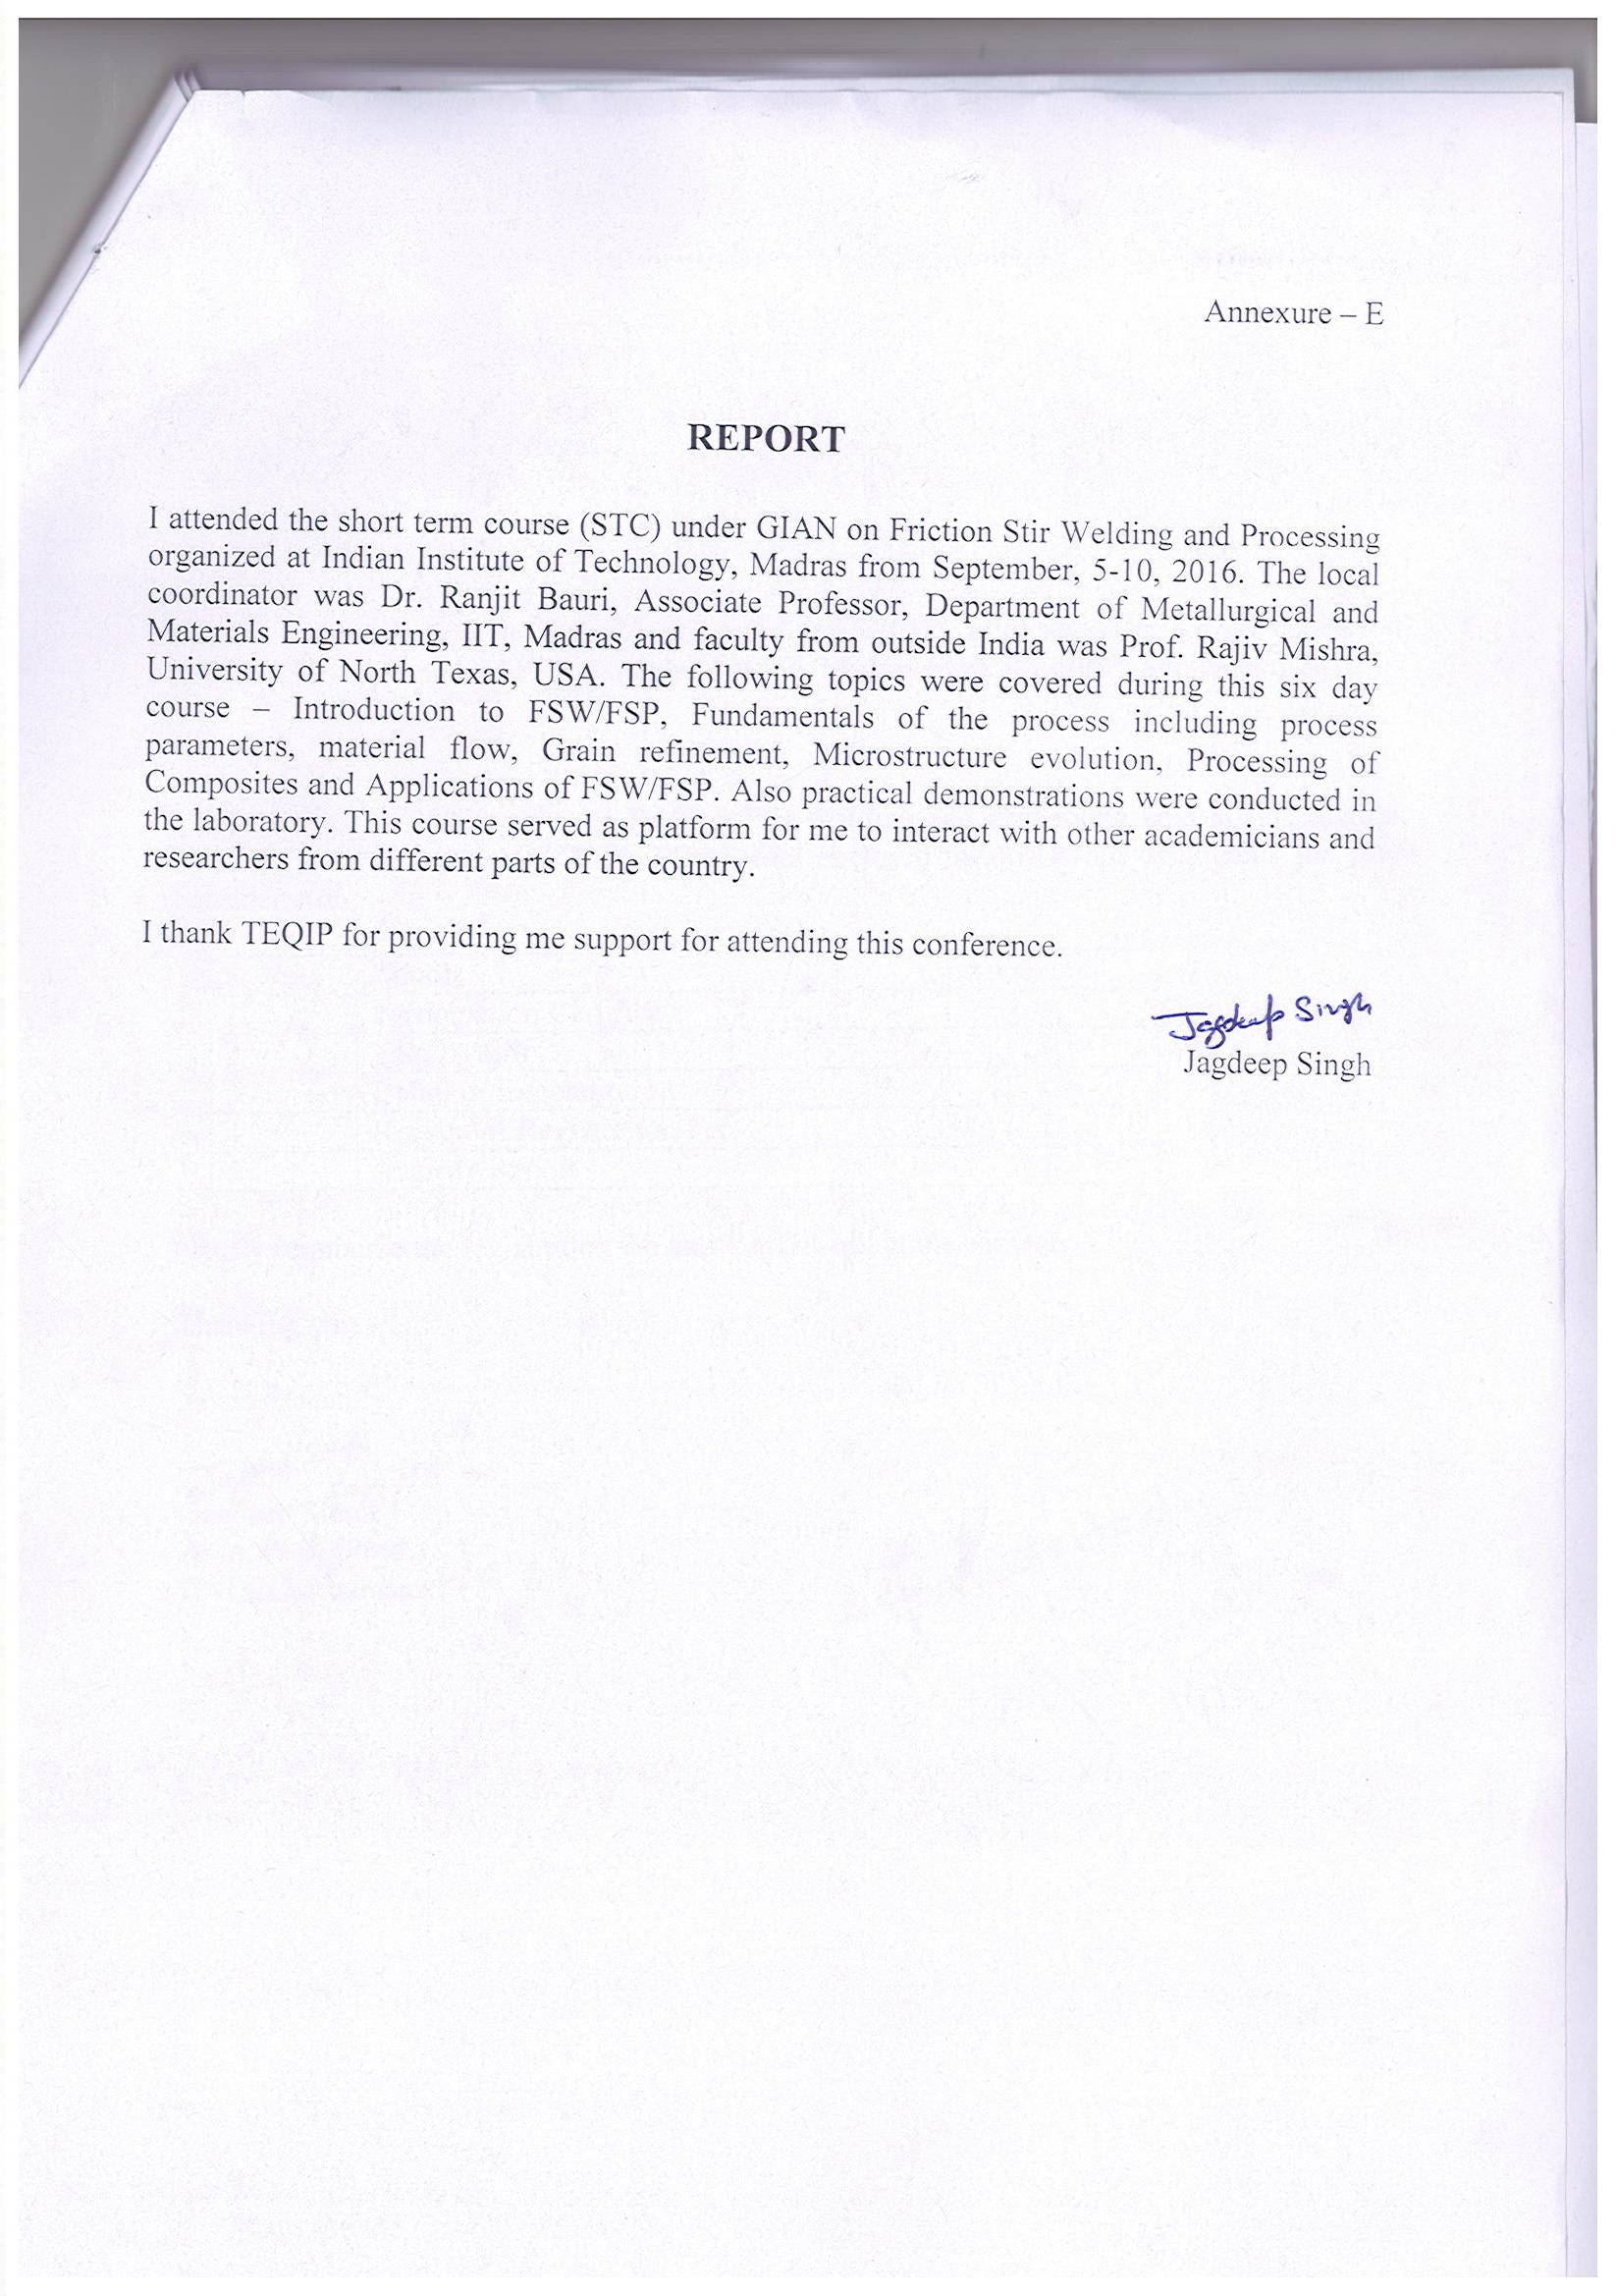 Annexure – E
REPORT
I attended the short term course (STC) under GIAN on Friction Stir Welding and Processing
organized at Indian Institute of Technology, Madras from September, 5-10, 2016. The local
coordinator was Dr. Ranjit Bauri, Associate Professor, Department of Metallurgical and
Materials Engineering, IIT, Madras and faculty from outside India was Prof. Rajiv Mishra,
University of North Texas, USA. The following topics were covered during this six day
course – Introduction to FSW/FSP, Fundamentals of the process including process
parameters, material flow, Grain refinement, Microstructure evolution, Processing of
Composites and Applications of FSW/FSP. Also practical demonstrations were conducted in
the laboratory. This course served as platform for me to interact with other academicians and
researchers from different parts of the country.
I thank TEQIP for providing me support for attending this conference.
Jagdeep Singh
Jagdeep Singh